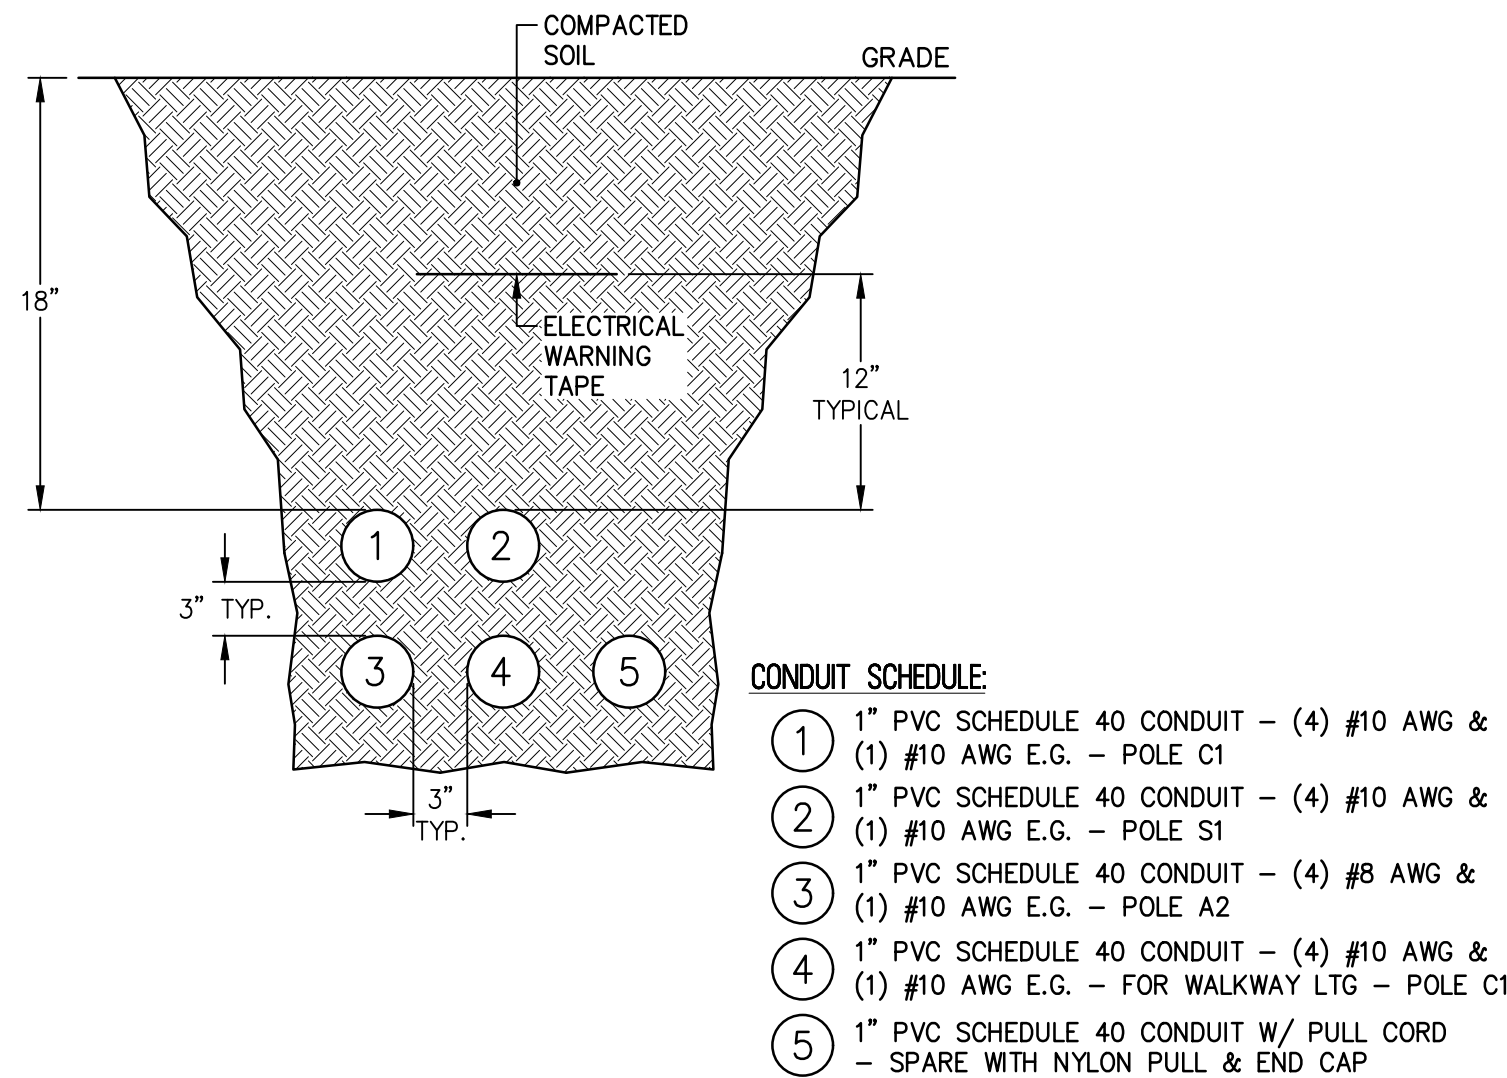 COMPACTED
SOIL
GRADE
18”
ELECTRICAL
WARNING
TAPE
12”
TYPICAL
1
2
3” TYP.
3
4
5
3”
TYP.
CONDUIT SCHEDULE:
1 1” PVC SCHEDULE 40 CONDUIT – (4) #10 AWG &
(1) #10 AWG E.G. – POLE C1
2 1” PVC SCHEDULE 40 CONDUIT – (4) #10 AWG &
(1) #10 AWG E.G. – POLE S1
3 1” PVC SCHEDULE 40 CONDUIT – (4) #8 AWG &
(1) #10 AWG E.G. – POLE A2
4 1” PVC SCHEDULE 40 CONDUIT – (4) #10 AWG &
(1) #10 AWG E.G. – FOR WALKWAY LTG – POLE C1
5 1” PVC SCHEDULE 40 CONDUIT W/ PULL CORD
– SPARE WITH NYLON PULL & END CAP